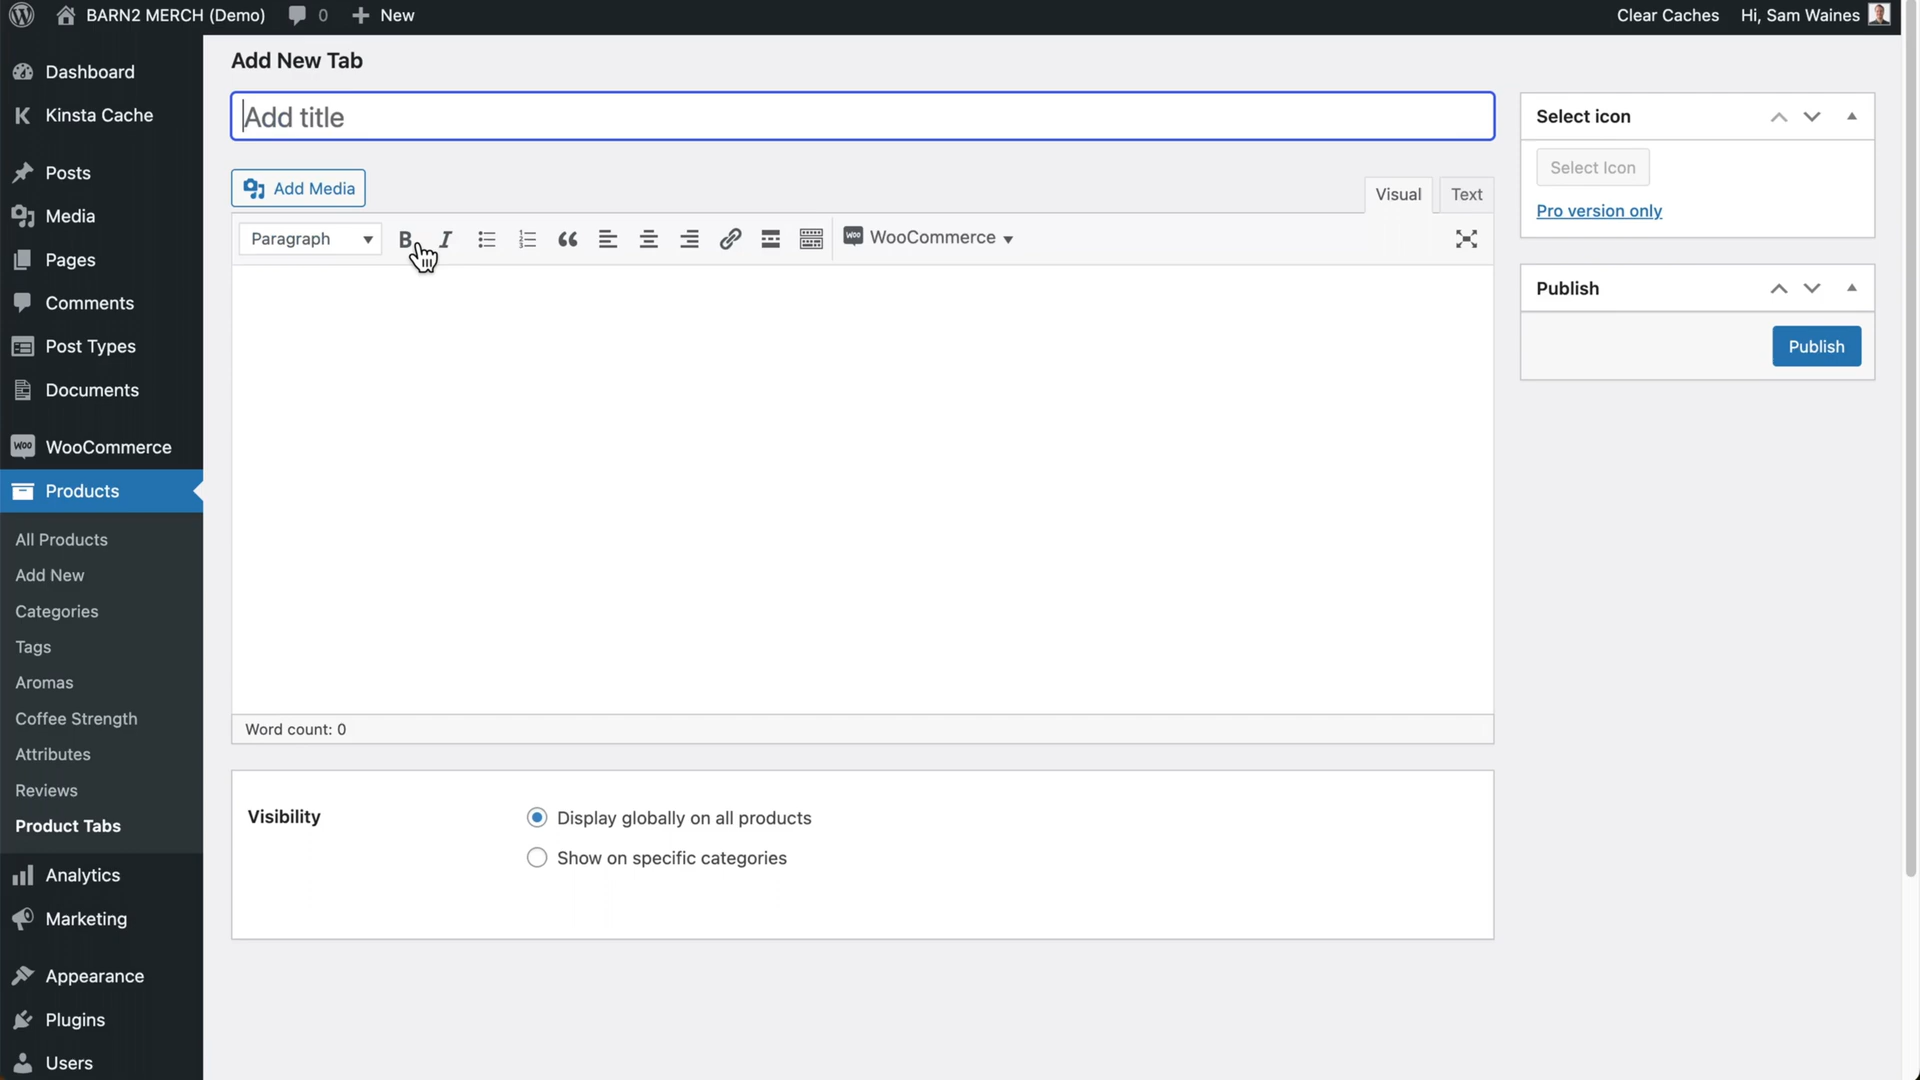 BARN2 MERCH (Demo) 0 New Clear Caches Hi, Sam Waines
Dashboard
Kinsta Cache
Posts
Media
Pages
Comments
Post Types
Documents
WooCommerce
Products
All Products
Add New
Categories
Tags
Aromas
Coffee Strength
Attributes
Reviews
Product Tabs
Analytics
Marketing
Appearance
Plugins
Users
Add New Tab
Add title
Add Media
Visual Text
Paragraph B I WOO WooCommerce
Word count: 0
Visibility
Display globally on all products
Show on specific categories
Select icon
Select Icon
Pro version only
Publish
Publish